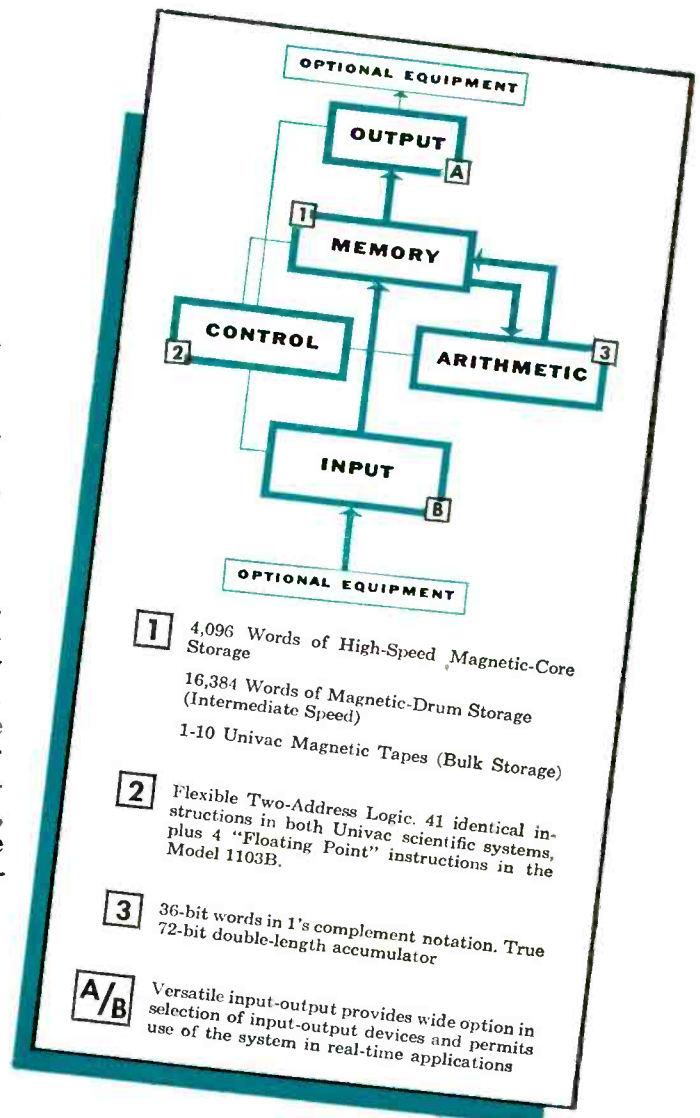 OPTIONAL EQUIPMENT
OUTPUT
A
1
MEMORY
CONTROL
2
ARITHMETIC
3
INPUT
B
OPTIONAL EQUIPMENT
1
4,096 Words of High-Speed Magnetic-Core
Storage
16,384 Words of Magnetic-Drum Storage
(Intermediate Speed)
1-10 Univac Magnetic Tapes (Bulk Storage)
2
Flexible Two-Address Logic. 41 identical in-
structions in both Univac scientific systems,
plus 4 “Floating Point” instructions in the
Model 1103B.
3
36-bit words in 1's complement notation. True
72-bit double-length accumulator
A/B
Versatile input-output provides wide option in
selection of input-output devices and permits
use of the system in real-time applications